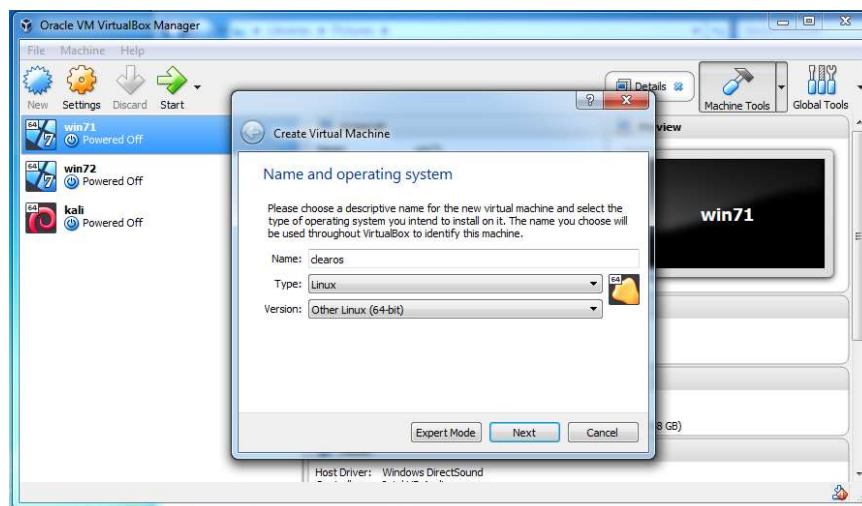 Oracle VM VirtualBox Manager
File Machine Help
New Settings Discard Start
Details
Machine Tools
Global Tools
win71
Powered Off
win72
Powered Off
kali
Powered Off
Create Virtual Machine
Name and operating system
Please choose a descriptive name for the new virtual machine and select the
type of operating system you intend to install on it. The name you choose will
be used throughout VirtualBox to identify this machine.
Name: clearos
Type: Linux
Version: Other Linux (64-bit)
Expert Mode Next Cancel
view
win71
8 GB)
Host Driver: Windows DirectSound